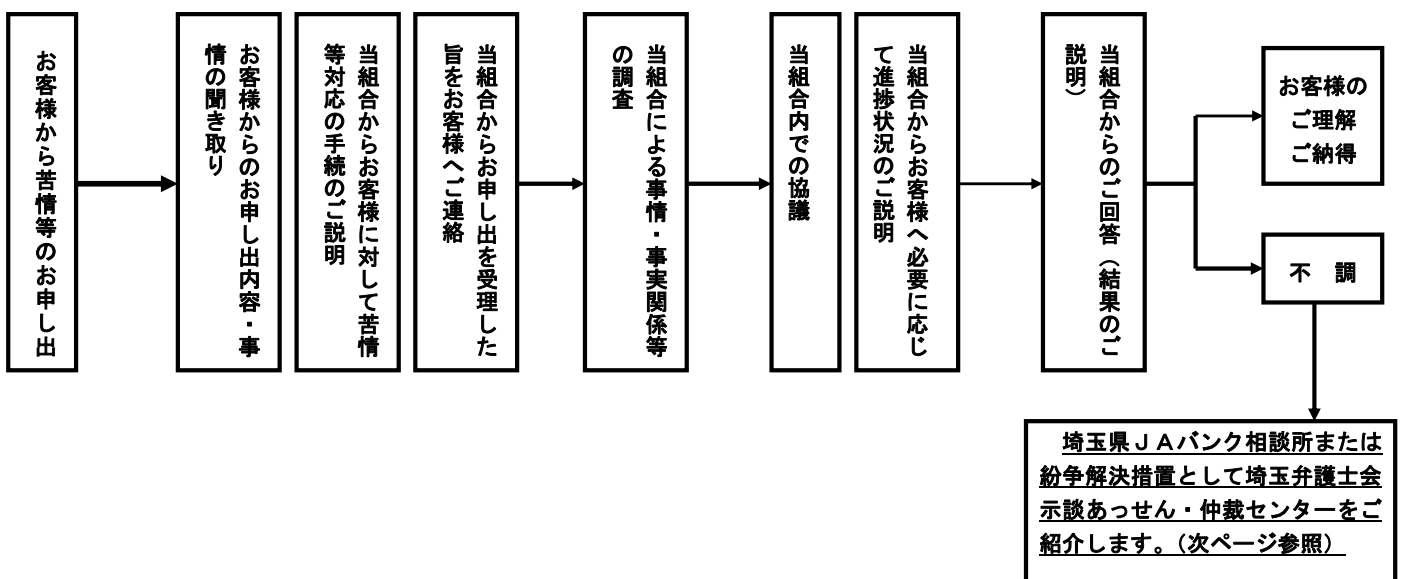 お客様から苦情等のお申し出
お客様からのお申し出内容・事
情の聞き取り
当組合からお客様に対して苦情
等対応の手続のご説明
当組合からお申し出を受理した
旨をお客様へご連絡
当組合による事情・事実関係等
の調査
当組合内での協議
当組合からお客様へ必要に応じ
て進捗状況のご説明
当組合からのご回答（結果のご
説明）
お客様の
ご理解
ご納得
不　調
埼玉県ＪＡバンク相談所または
紛争解決措置として埼玉弁護士会
示談あっせん・仲裁センターをご
紹介します。（次ページ参照）